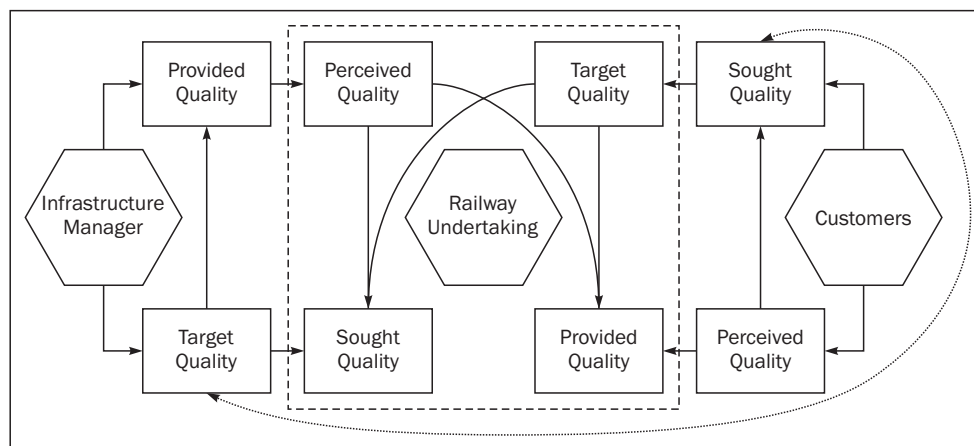 Provided
Quality
Perceived
Quality
Target
Quality
Sought
Quality
Infrastructure
Manager
Railway
Undertaking
Customers
Target
Quality
Sought
Quality
Provided
Quality
Perceived
Quality